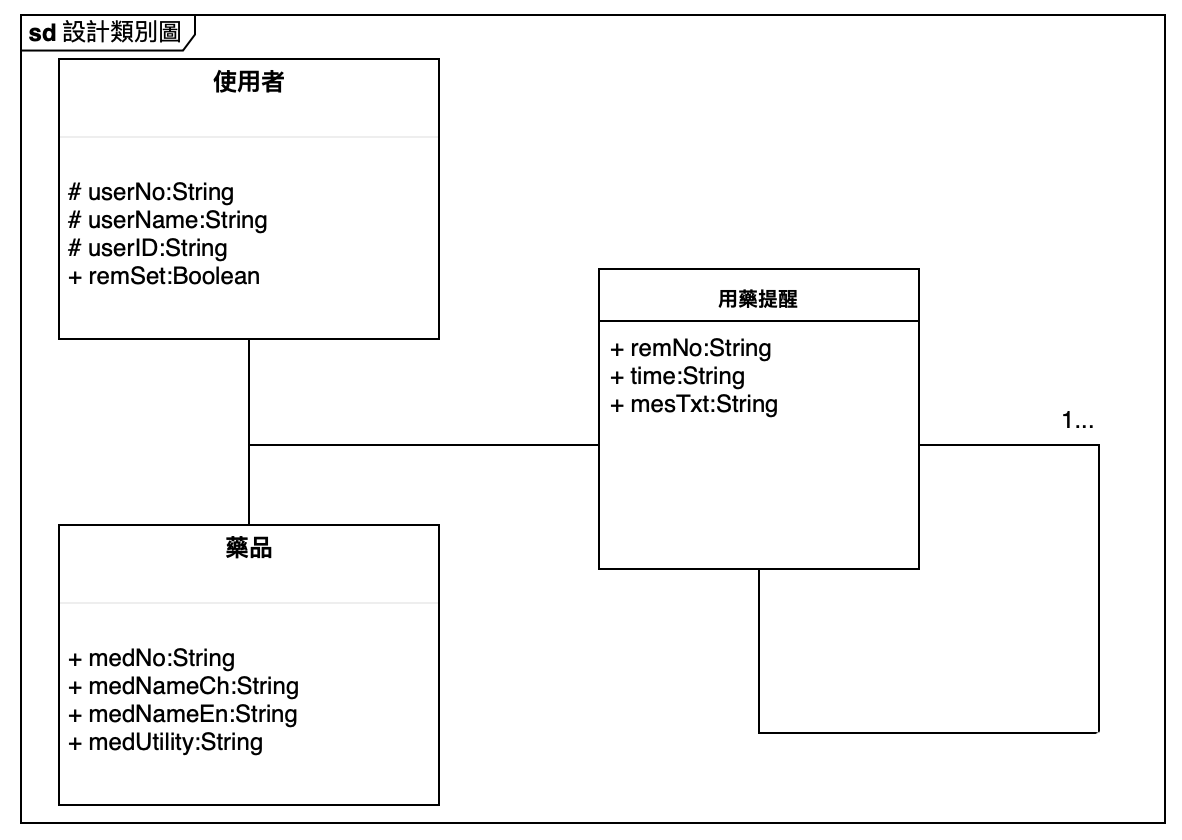 sd 設計類別圖
使用者
# userNo:String
# userName:String
# userID:String
+ remSet:Boolean
用藥提醒
+ remNo:String
+ time:String
+ mesTxt:String
1...
藥品
+ medNo:String
+ medNameCh:String
+ medNameEn:String
+ medUtility:String